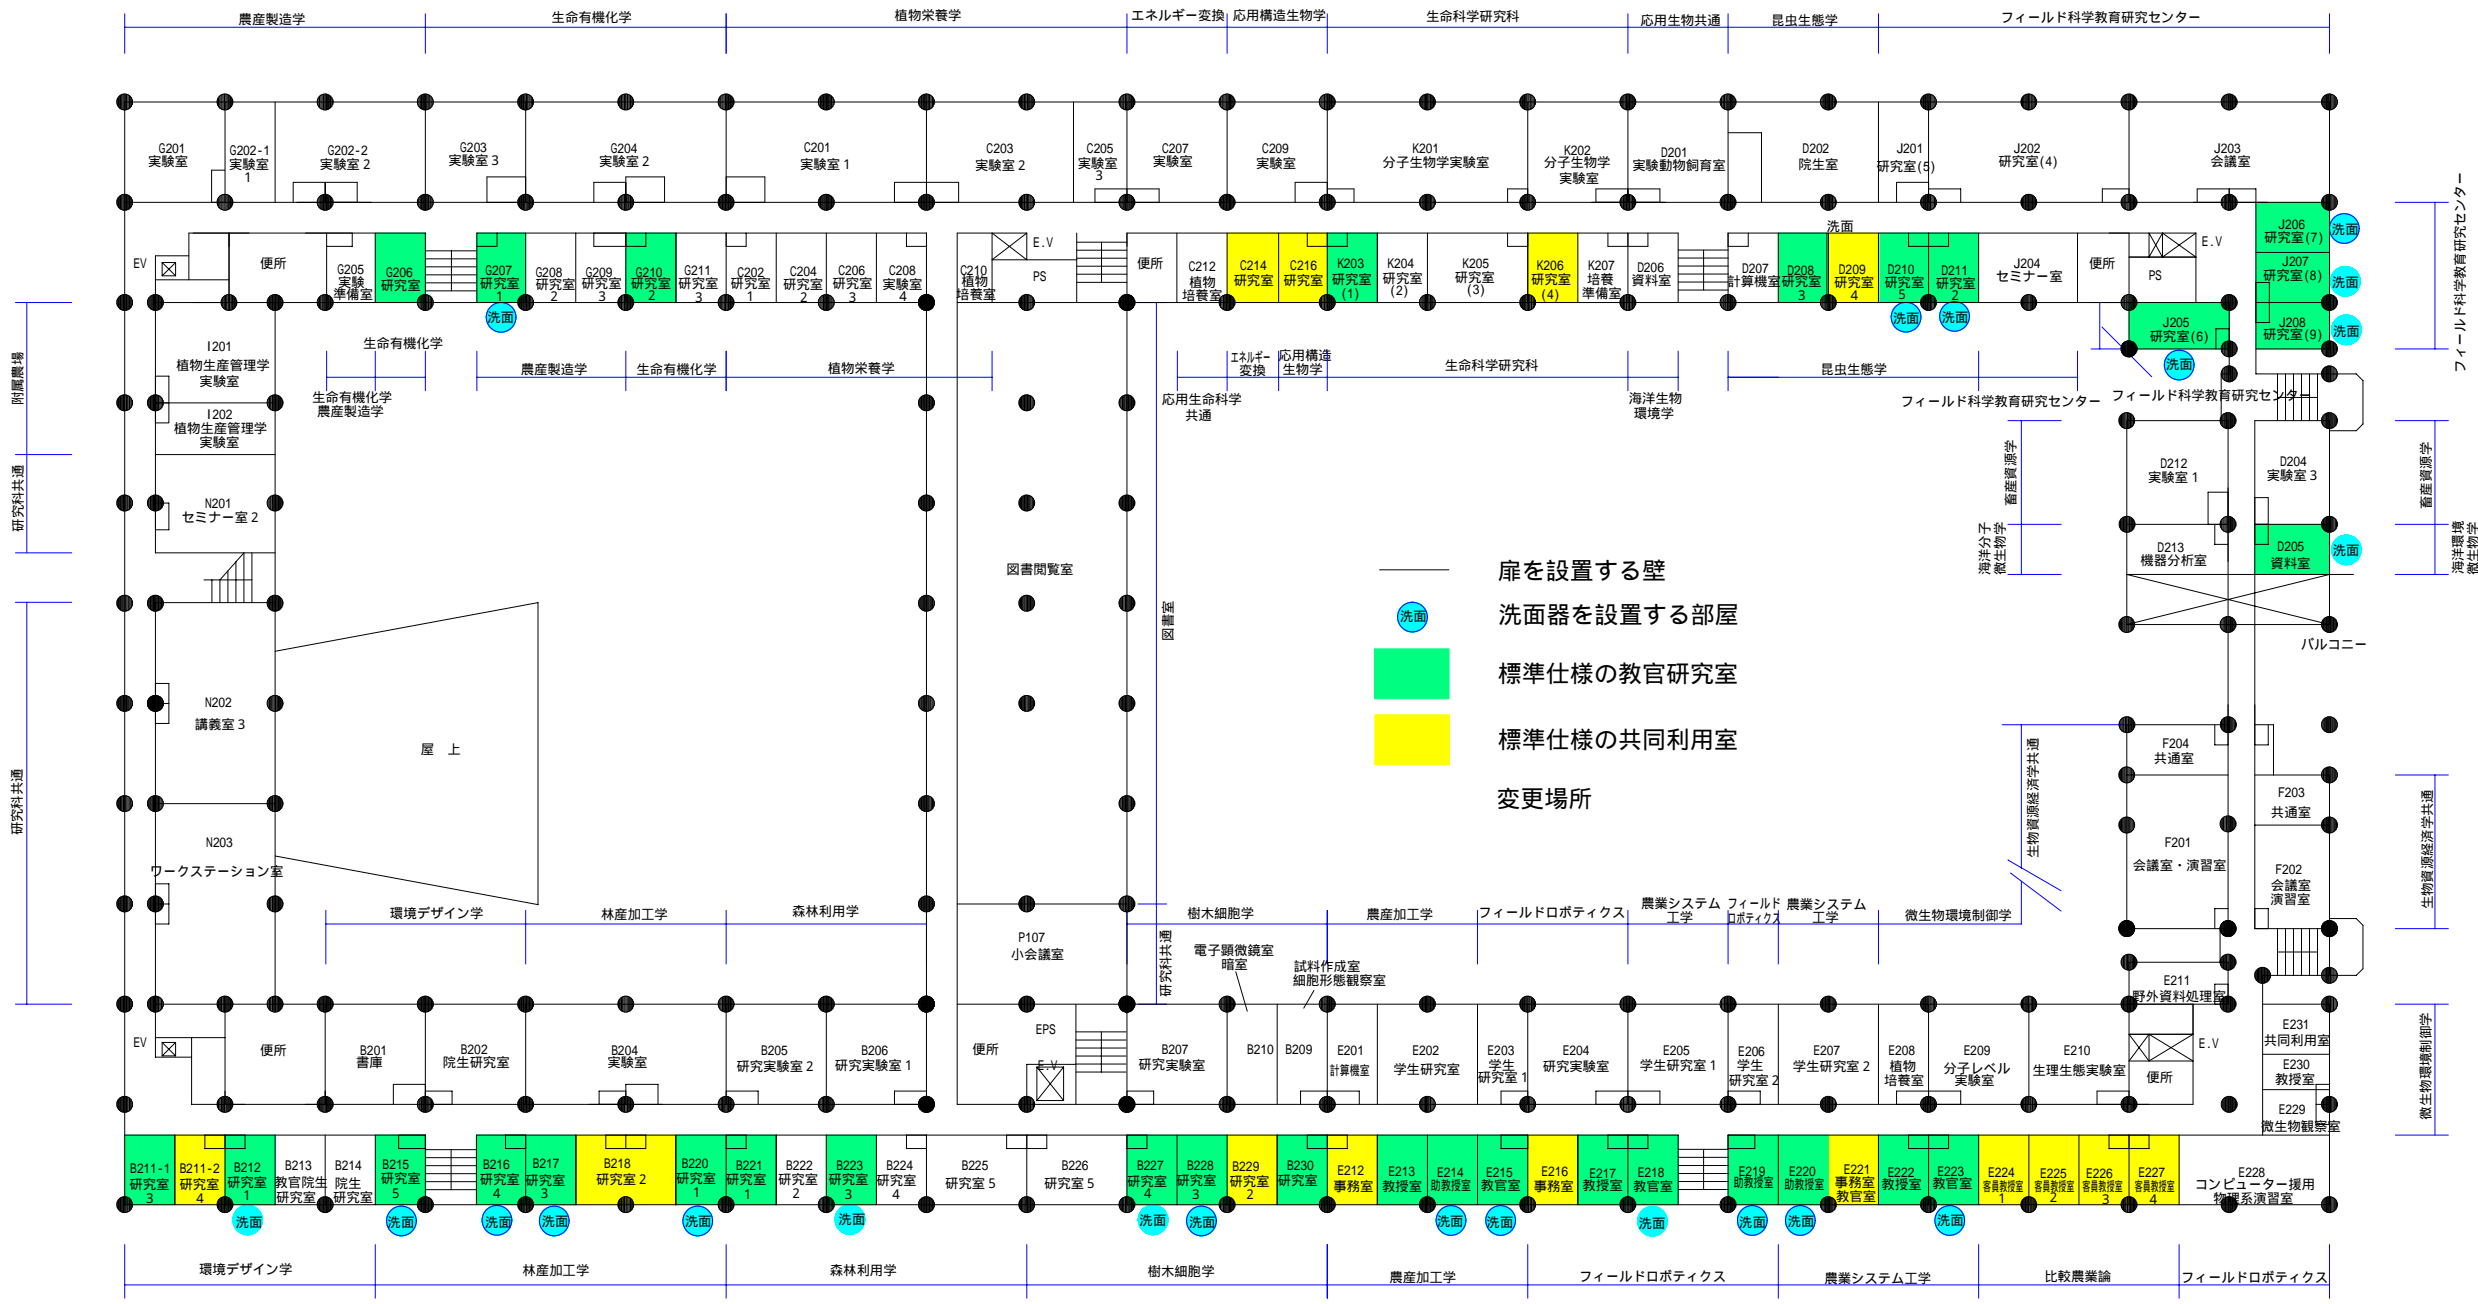 農産製造学
生命有機化学
植物栄養学
エネルギー変換
応用構造生物学
生命科学研究科
応用生物共通
昆虫生態学
フィールド科学教育研究センター
G201
実験室
G202-1
実験室
1
G202-2
実験室 2
G203
実験室 3
G204
実験室 2
C201
実験室 1
C203
実験室 2
C205
実験室
3
C207
実験室
C209
実験室
K201
分子生物学実験室
K202
分子生物学
実験室
D201
実験動物飼育室
D202
院生室
J201
研究室(5)
J202
研究室(4)
J203
会議室
EV
便所
G205
実験
準備室
G206
研究室
G207
研究室
1
洗面
G208
研究室
2
G209
研究室
3
G210
研究室
2
G211
研究室
3
C202
研究室
1
C204
研究室
2
C206
研究室
3
C208
実験室
4
C210
植物
培養室
E.V
PS
便所
C212
植物
培養室
C214
研究室
C216
研究室
K203
研究室
(1)
K204
研究室
(2)
K205
研究室
(3)
K206
研究室
(4)
K207
培養
準備室
D206
資料室
D207
計算機室
洗面
D208
研究室
3
D209
研究室
4
D210
研究室
5
洗面
D211
研究室
2
洗面
J204
セミナー室
便所
E.V
PS
J206
研究室(7)
洗面
J207
研究室(8)
洗面
J208
研究室(9)
洗面
J205
研究室(6)
洗面
フィールド科学教育研究センター
生命有機化学
生命有機化学
農産製造学
農産製造学
生命有機化学
植物栄養学
応用生命科学
共通
エネルギー
変換
応用構造
生物学
生命科学研究科
海洋生物
環境学
昆虫生態学
フィールド科学教育研究センター
フィールド科学教育研究センター
附属農場
研究科共通
研究科共通
I201
植物生産管理学
実験室
I202
植物生産管理学
実験室
N201
セミナー室 2
N202
講義室 3
N203
ワークステーション室
屋 上
図書閲覧室
図書室
P107
小会議室
研究科共通
扉を設置する壁
洗面
洗面器を設置する部屋
標準仕様の教官研究室
標準仕様の共同利用室
変更場所
畜産資源学
海洋分子
微生物学
D212
実験室 1
D204
実験室 3
D213
機器分析室
D205
資料室
洗面
畜産資源学
海洋環境
微生物学
バルコニー
生物資源経済学共通
F204
共通室
F203
共通室
F201
会議室・演習室
F202
会議室
演習室
生物資源経済学共通
E211
野外資料処理室
E231
共同利用室
E230
教授室
E229
微生物観察室
微生物環境制御学
環境デザイン学
林産加工学
森林利用学
樹木細胞学
農産加工学
フィールドロボティクス
農業システム
工学
フィールド
ロボティクス
農業システム
工学
微生物環境制御学
電子顕微鏡室
暗室
試料作成室
細胞形態観察室
EV
便所
B201
書庫
B202
院生研究室
B204
実験室
B205
研究実験室 2
B206
研究実験室 1
便所
EPS
E.V
B207
研究実験室
B210
B209
E201
計算機室
E202
学生研究室
E203
学生
研究室 1
E204
研究実験室
E205
学生研究室 1
E206
学生
研究室 2
E207
学生研究室 2
E208
植物
培養室
E209
分子レベル
実験室
E210
生理生態実験室
E.V
便所
B211-1
研究室
3
B211-2
研究室
4
B212
研究室
1
洗面
B213
教官院生
研究室
B214
院生
研究室
B215
研究室
5
洗面
B216
研究室
4
洗面
B217
研究室
3
洗面
B218
研究室 2
B220
研究室
1
洗面
B221
研究室
1
B222
研究室
2
B223
研究室
3
洗面
B224
研究室
4
B225
研究室 5
B226
研究室 5
B227
研究室
4
洗面
B228
研究室
3
洗面
B229
研究室
2
B230
研究室
E212
事務室
E213
教授室
E214
助教授室
洗面
E215
教官室
洗面
E216
事務室
E217
教授室
E218
教官室
洗面
E219
助教授室
洗面
E220
助教授室
洗面
E221
事務室
教官室
E222
教授室
E223
教官室
洗面
E224
客員教授室
1
E225
客員教授室
2
E226
客員教授室
3
E227
客員教授室
4
E228
コンピューター援用
物理系演習室
環境デザイン学
林産加工学
森林利用学
樹木細胞学
農産加工学
フィールドロボティクス
農業システム工学
比較農業論
フィールドロボティクス